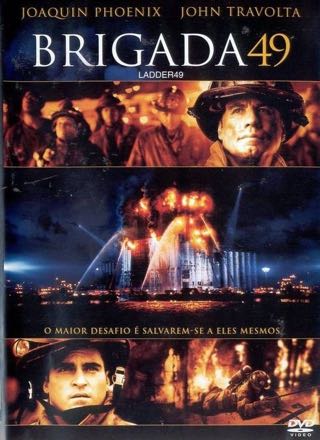 JOAQUIN PHOENIX JOHN TRAVOLTA
BRIGADA 49
LADDER49
O MAIOR DESAFIO É SALVAREM-SE A ELES MESMOS
DVD
VIDEO